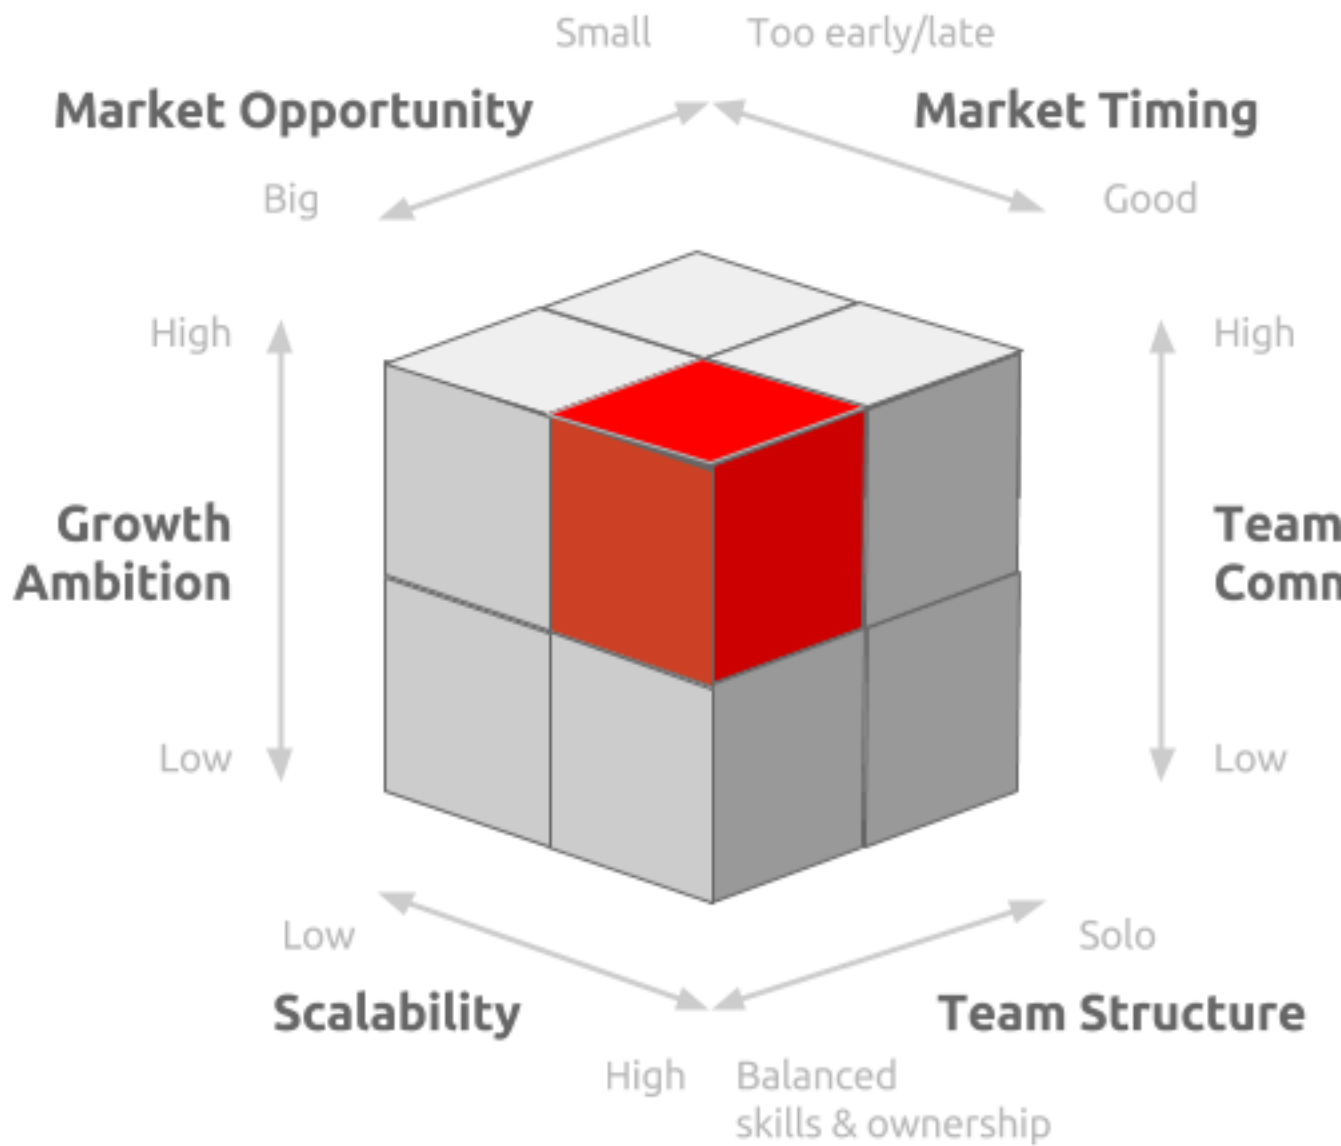 Small
Too early/late
Market Opportunity
Market Timing
Big
Good
High
High
Growth
Ambition
Team
Low
Low
Low
Solo
Scalability
Team Structure
High
Balanced
skills & ownership